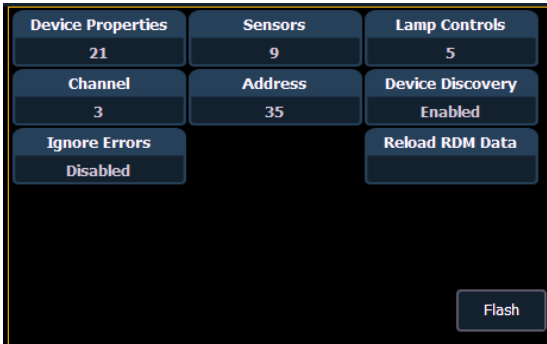 Device Properties Sensors Lamp Controls
21 9 5
Channel Address Device Discovery
3 35 Enabled
Ignore Errors Reload RDM Data
Disabled
Flash